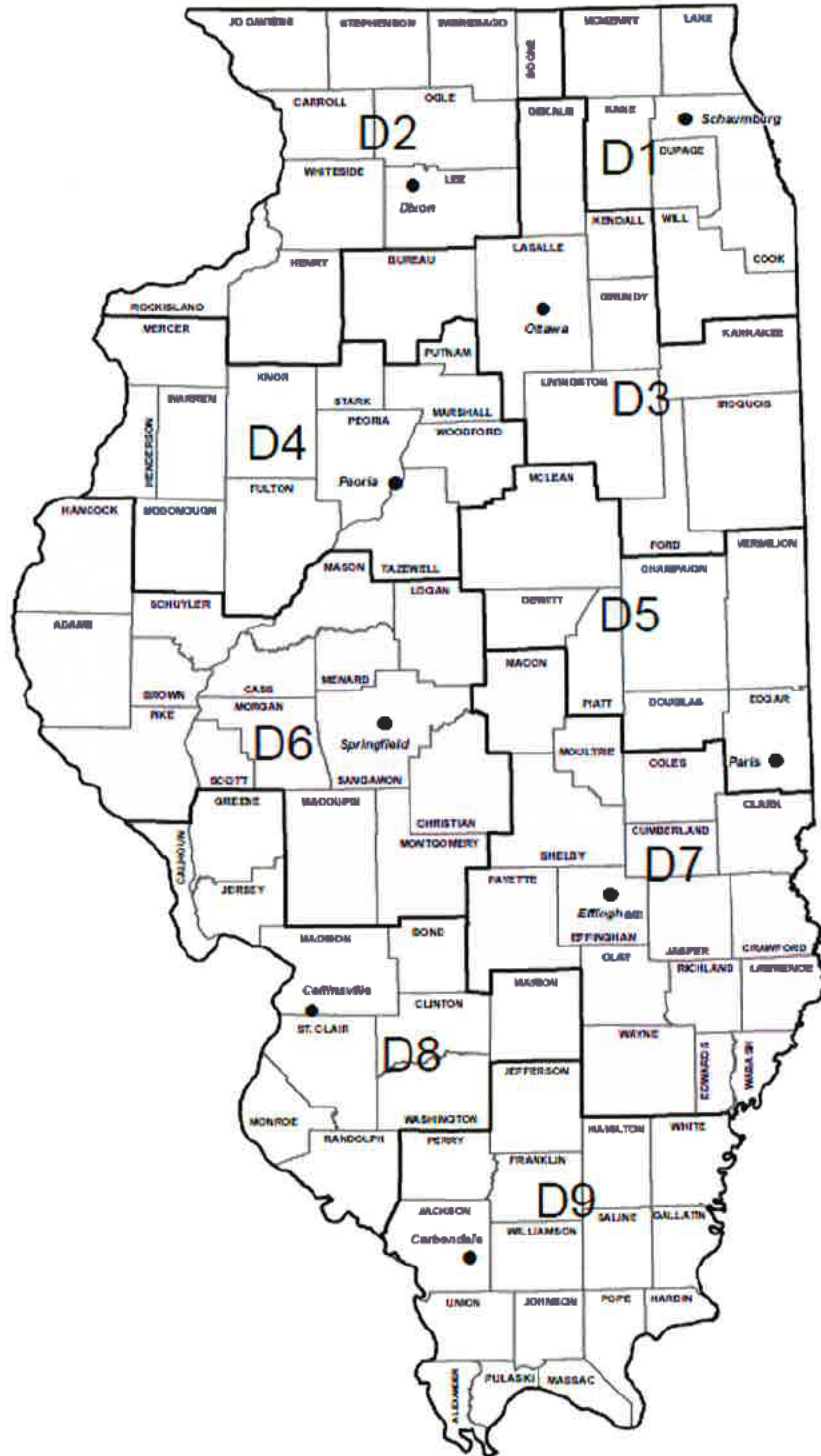 JO DAVIESS
STEPHENSON
WINNEBAGO
BOONE
MCHENRY
LAKE
CARROLL
OGLE
DEKALB
KANE
Schaumburg
D2
D1
DUPAGE
WHITESIDE
LEE
Dixon
KENDALL
WILL
COOK
HENRY
BUREAU
LASALLE
ROCKISLAND
GRUNDY
Ottawa
MERCER
PUTNAM
KANKAKEE
KNOX
STARK
LIVINGSTON
D3
WARREN
HENDERSON
D4
PEORIA
MARSHALL
IROQUOIS
WOODFORD
Peoria
MCLEAN
FULTON
HANCOCK
MCDONOUGH
FORD
VERMILION
MASON
TAZEWELL
CHAMPAIGN
LOGAN
SCHUYLER
DEWITT
D5
ADAMS
MACON
MENARD
BROWN
CASS
PIATT
DOUGLAS
EDGAR
PIKE
MORGAN
D6
Springfield
MOULTRIE
Paris
SCOTT
SANGAMON
COLES
GREENE
MACOUPIN
CHRISTIAN
CLARK
CUMBERLAND
MONTGOMERY
CALHOUN
SHELBY
D7
JERSEY
FAYETTE
Effingham
MADISON
BOND
EFFINGHAM
JASPER
CRAWFORD
CLAY
RICHLAND
LAWRENCE
Collinsville
MARION
CLINTON
ST. CLAIR
WAYNE
EDWARDS
WABASH
D8
JEFFERSON
MONROE
WASHINGTON
RANDOLPH
PERRY
HAMILTON
WHITE
FRANKLIN
D9
JACKSON
SALINE
GALLATIN
Carbondale
WILLIAMSON
UNION
JOHNSON
POPE
HARDIN
ALEXANDER
PULASKI
MASSAC